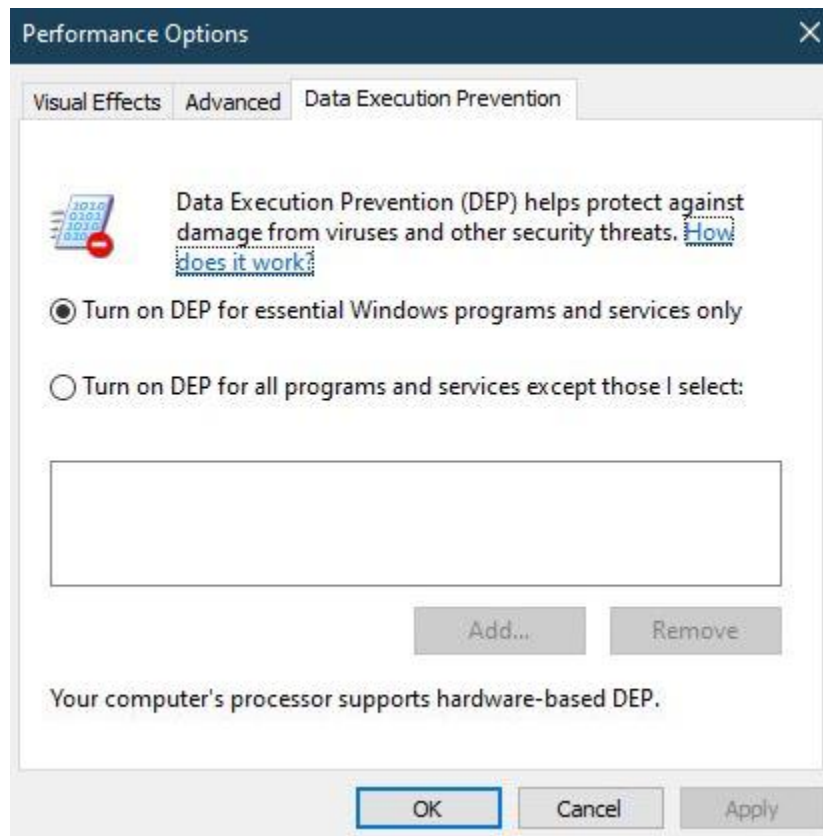 Performance Options
Visual Effects Advanced Data Execution Prevention
Data Execution Prevention (DEP) helps protect against
damage from viruses and other security threats. How
does it work?
Turn on DEP for essential Windows programs and services only
Turn on DEP for all programs and services except those I select:
Add... Remove
Your computer's processor supports hardware-based DEP.
OK Cancel Apply